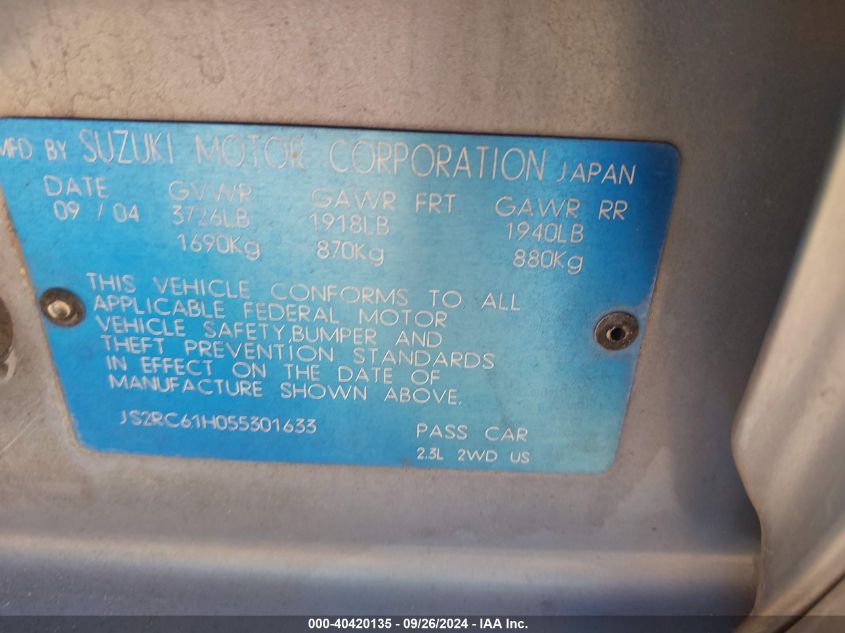 MFD BY SUZUKI MOTOR CORPORATION JAPAN
DATE GVWR GAWR FRT GAWR RR
09 / 04 3726LB 1918LB 1940LB
1690Kg 870Kg 880Kg
THIS VEHICLE CONFORMS TO ALL
APPLICABLE FEDERAL MOTOR
VEHICLE SAFETY,BUMPER AND
THEFT PREVENTION STANDARDS
IN EFFECT ON THE DATE OF
MANUFACTURE SHOWN ABOVE.
JS2RC61H055301633 PASS CAR
2.3L 2WD US
000-40420135 - 09/26/2024 - IAA Inc.